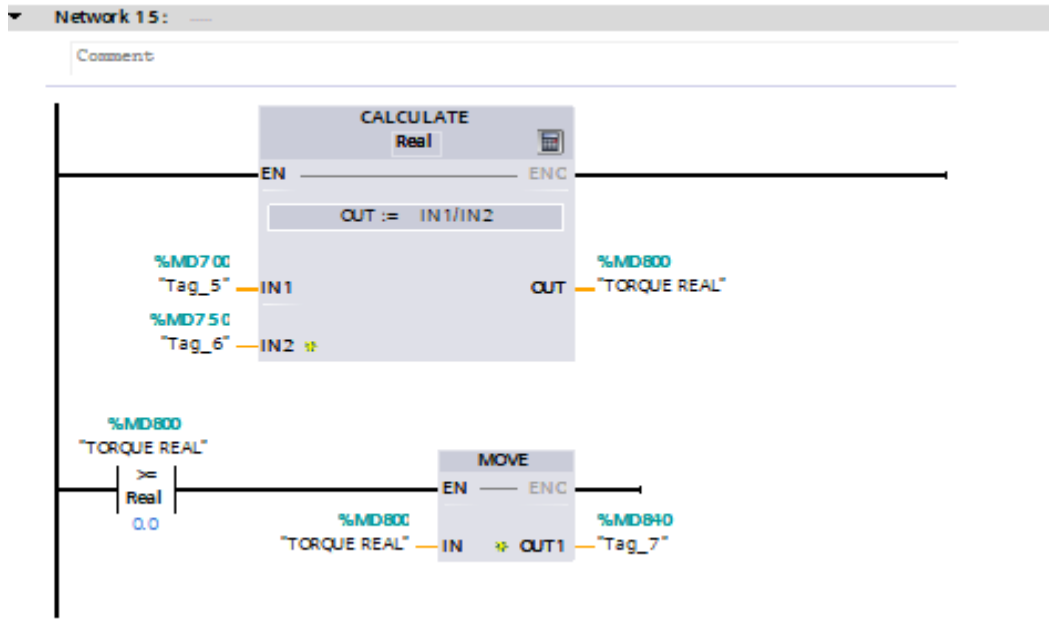 Network 15:
Comment
CALCULATE
Real
EN
ENO
OUT := IN1/IN2
%MD700
"Tag_5"
IN1
%MD800
OUT
"TORQUE REAL"
%MD750
"Tag_6"
IN2
%MD800
"TORQUE REAL"
>=
Real
0.0
MOVE
EN
ENO
%MD800
"TORQUE REAL"
IN
%MD840
OUT1
"Tag_7"